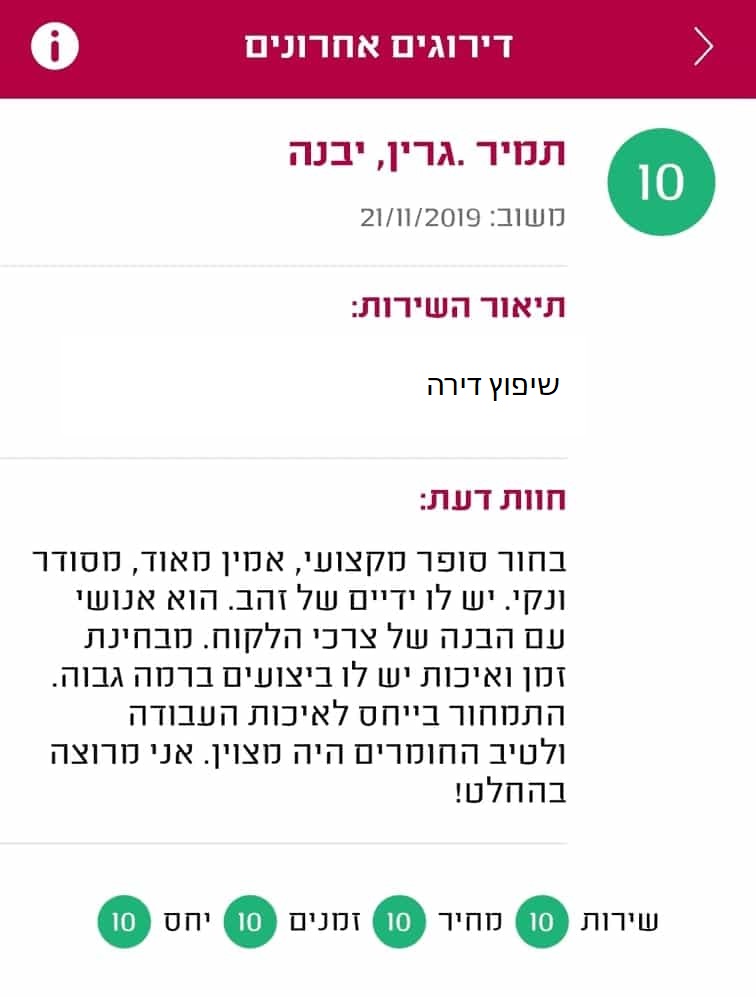 דירוגים אחרונים
10
תמיר .גרין, יבנה
משוב: 21/11/2019
תיאור השירות:
שיפוץ דירה
חוות דעת:
בחור סופר מקצועי, אמין מאוד, מסודר
ונקי. יש לו ידיים של זהב. הוא אנושי
עם הבנה של צרכי הלקוח. מבחינת
זמן ואיכות יש לו ביצועים ברמה גבוה.
התמחור בייחס לאיכות העבודה
ולטיב החומרים היה מצוין. אני מרוצה
בהחלט!
שירות 10 מחיר 10 זמנים 10 יחס 10